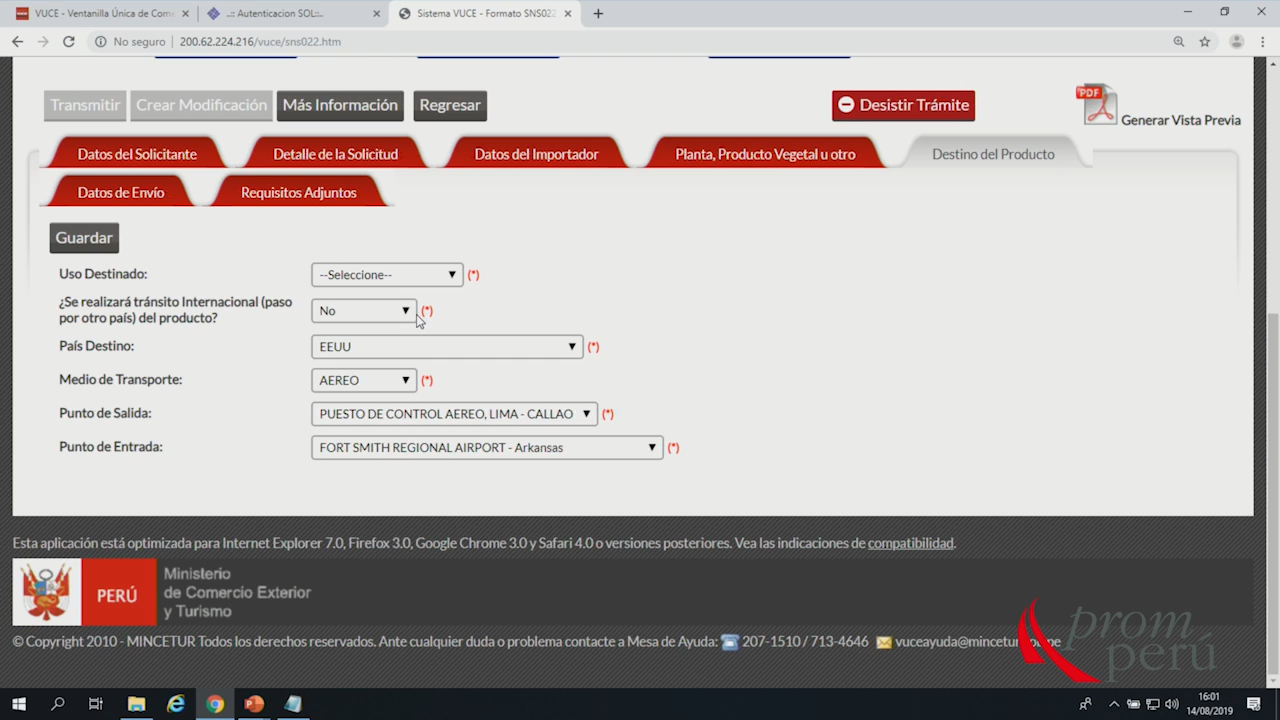 VUCE - Ventanilla Única de Come
..:: Autenticacion SOL::..
Sistema VUCE - Formato SNS022
No seguro | 200.62.224.216/vuce/sns022.htm
Transmitir
Crear Modificación
Más Información
Regresar
Desistir Trámite
PDF
Generar Vista Previa
Datos del Solicitante
Detalle de la Solicitud
Datos del Importador
Planta, Producto Vegetal u otro
Destino del Producto
Datos de Envío
Requisitos Adjuntos
Guardar
Uso Destinado:
--Seleccione--
(*)
¿Se realizará tránsito Internacional (paso
por otro país) del producto?
No
(*)
País Destino:
EEUU
(*)
Medio de Transporte:
AEREO
(*)
Punto de Salida:
PUESTO DE CONTROL AEREO, LIMA - CALLAO
(*)
Punto de Entrada:
FORT SMITH REGIONAL AIRPORT - Arkansas
(*)
Esta aplicación está optimizada para Internet Explorer 7.0, Firefox 3.0, Google Chrome 3.0 y Safari 4.0 o versiones posteriores. Vea las indicaciones de compatibilidad.
PERÚ
Ministerio
de Comercio Exterior
y Turismo
© Copyright 2010 - MINCETUR Todos los derechos reservados. Ante cualquier duda o problema contacte a Mesa de Ayuda: 207-1510 / 713-4646
prom
perú
16:01
14/08/2019